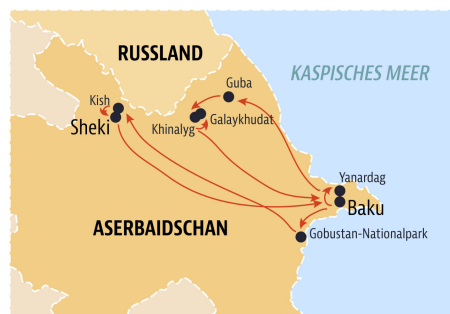 RUSSLAND
KASPISCHES MEER
Guba
Kish
Galaykhudat
Sheki
Khinalyg
Yanardag
Baku
ASERBAIDSCHAN
Gobustan-Nationalpark